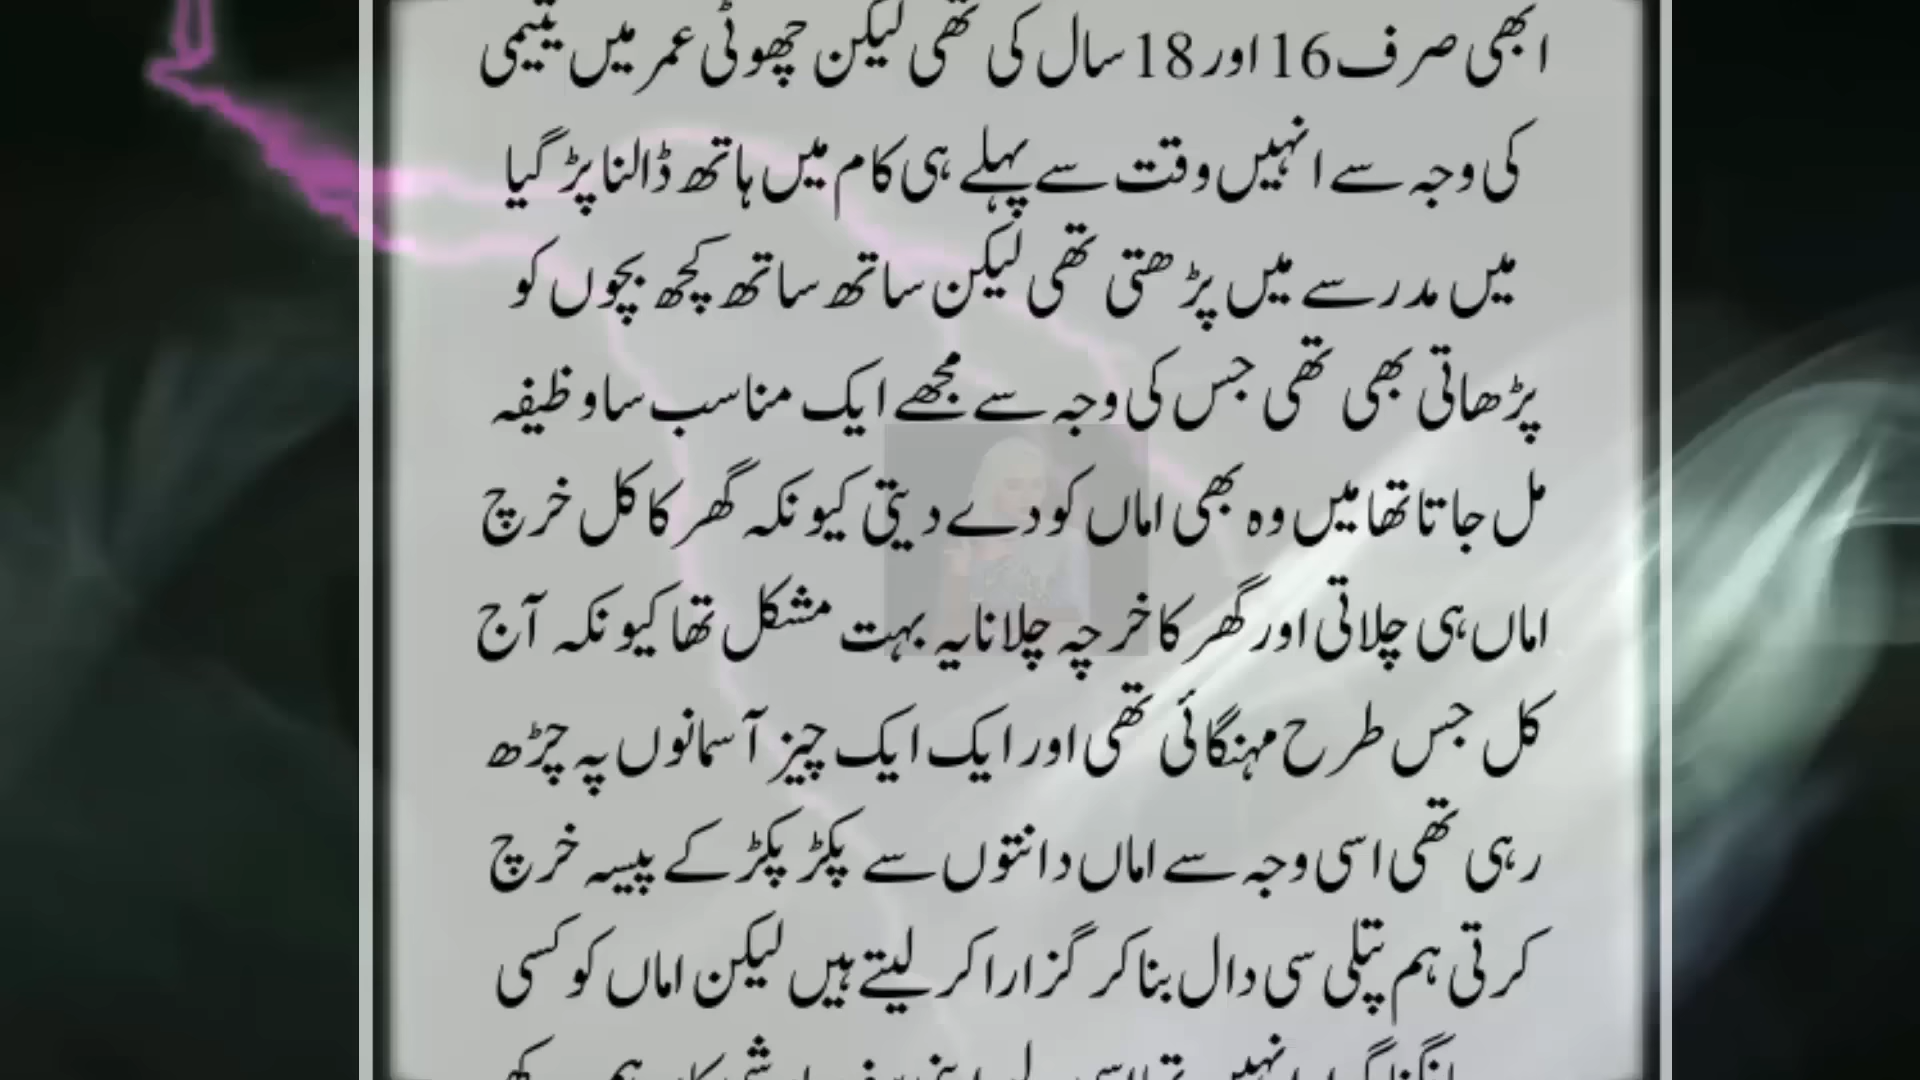 ابھی صرف 16 اور 18 سال کی تھی لیکن چھوٹی عمر میں یتیمی
کی وجہ سے انہیں وقت سے پہلے ہی کام میں ہاتھ ڈالنا پڑ گیا
میں مدرسے میں پڑھتی تھی لیکن ساتھ ساتھ کچھ بچوں کو
پڑھاتی بھی تھی جس کی وجہ سے مجھے ایک مناسب سا وظیفہ
مل جاتا تھا میں وہ بھی اماں کو دے دیتی کیونکہ گھر کا کل خرچ
اماں ہی چلاتی اور گھر کا خرچہ چلانا یہ بہت مشکل تھا کیونکہ آج
کل جس طرح مہنگائی تھی اور ایک ایک چیز آسمانوں پہ چڑھ
رہی تھی اسی وجہ سے اماں دانتوں سے پکڑ پکڑ کے پیسہ خرچ
کرتی ہم پتلی سی دال بنا کر گزارا کر لیتے ہیں لیکن اماں کو کسی